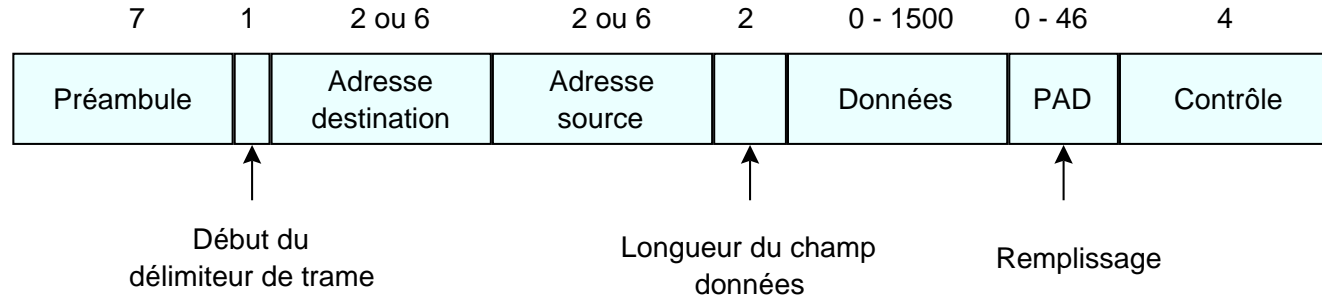 7 1 2 ou 6 2 ou 6 2 0 - 1500 0 - 46 4
Préambule
Adresse
destination
Adresse
source
Données
PAD
Contrôle
Début du
délimiteur de trame
Longueur du champ
données
Remplissage